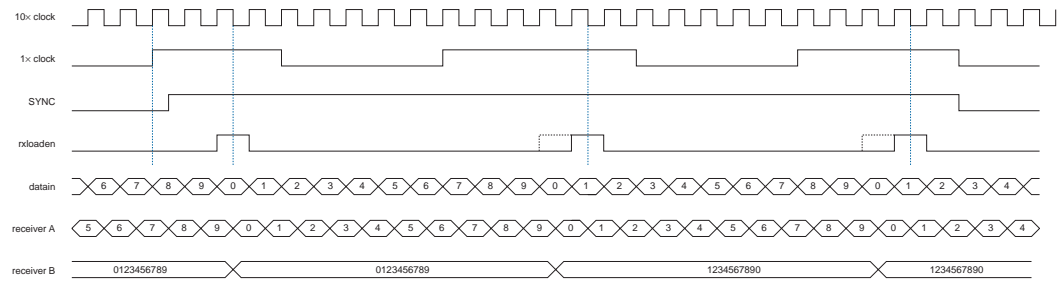 10× clock
1× clock
SYNC
rxloaden
datain 6 7 8 9 0 1 2 3 4 5 6 7 8 9 0 1 2 3 4 5 6 7 8 9 0 1 2 3 4
receiver A 5 6 7 8 9 0 1 2 3 4 5 6 7 8 9 0 1 2 3 4 5 6 7 8 9 0 1 2 3 4
receiver B 0123456789 0123456789 1234567890 1234567890